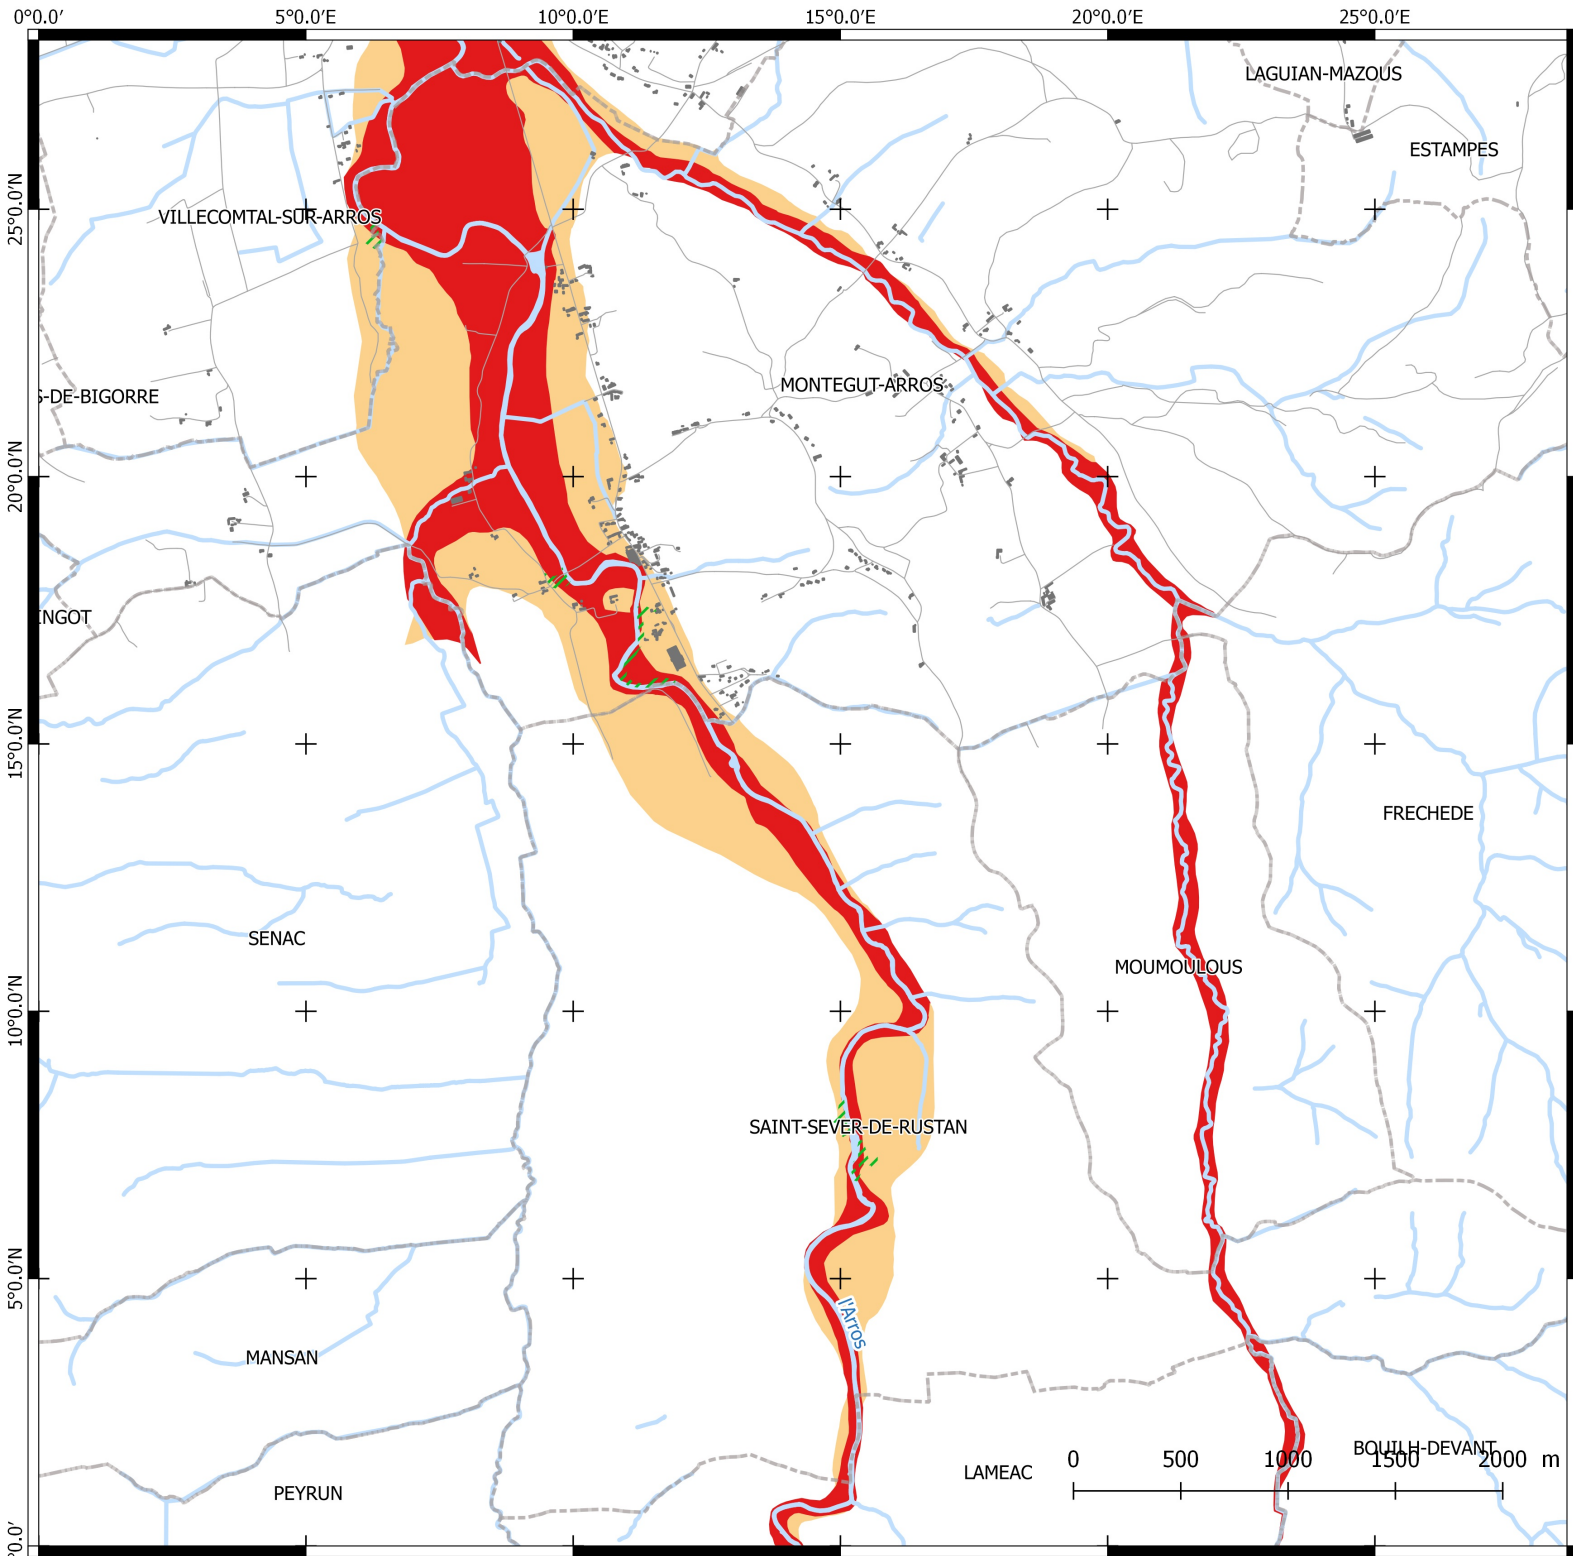 0°0.0′ 5°0.0′E 10°0.0′E 15°0.0′E 20°0.0′E 25°0.0′E
LAGUIAN-MAZOUS
ESTAMPES
25°0.0′N
VILLECOMTAL-SUR-ARROS
MONTEGUT-ARROS
S-DE-BIGORRE
20°0.0′N
INGOT
15°0.0′N
FRECHEDE
SENAC
MOUMOULOUS
10°0.0′N
SAINT-SEVER-DE-RUSTAN
5°0.0′N
l'Arros
MANSAN
BOUILH-DEVANT
0 500 1000 1500 2000 m
LAMEAC
PEYRUN
°0.0′